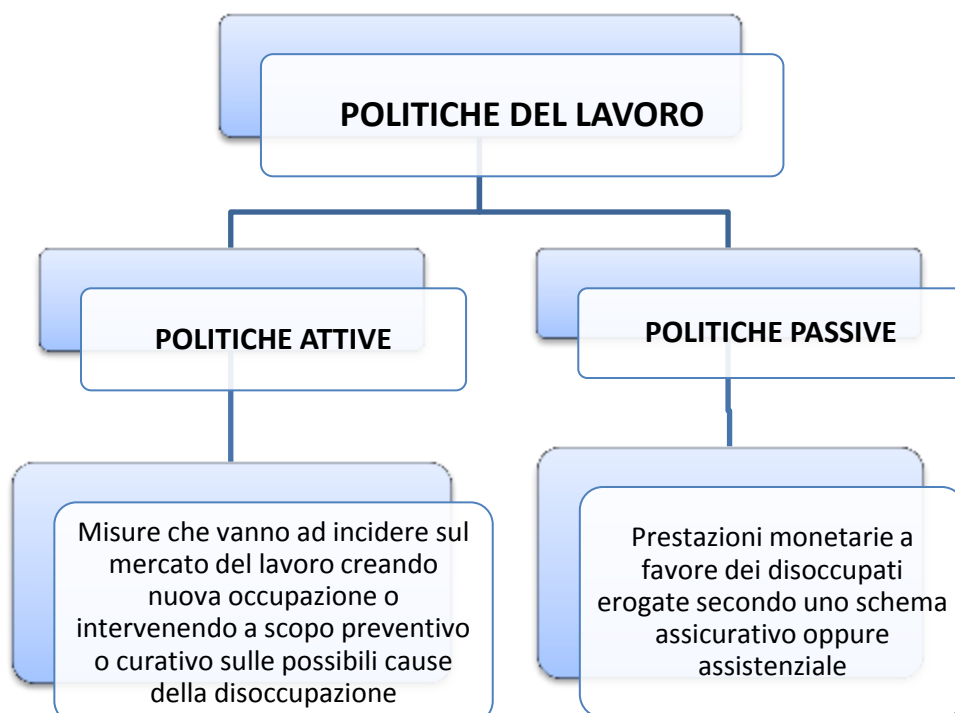 POLITICHE DEL LAVORO
POLITICHE ATTIVE
POLITICHE PASSIVE
Misure che vanno ad incidere sul
mercato del lavoro creando
nuova occupazione o
intervenendo a scopo preventivo
o curativo sulle possibili cause
della disoccupazione
Prestazioni monetarie a
favore dei disoccupati
erogate secondo uno schema
assicurativo oppure
assistenziale